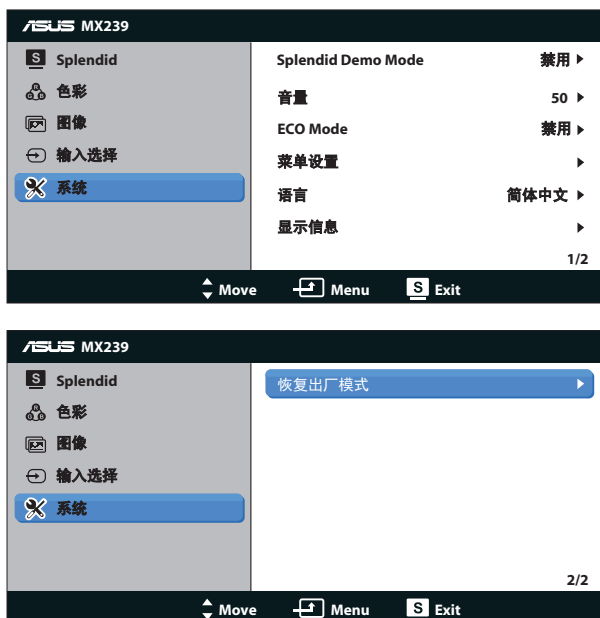 ASUS MX239
S Splendid
色彩
图像
输入选择
系统
Splendid Demo Mode 禁用
音量 50
ECO Mode 禁用
菜单设置
语言 简体中文
显示信息
1/2
Move Menu S Exit
ASUS MX239
S Splendid
色彩
图像
输入选择
系统
恢复出厂模式
2/2
Move Menu S Exit